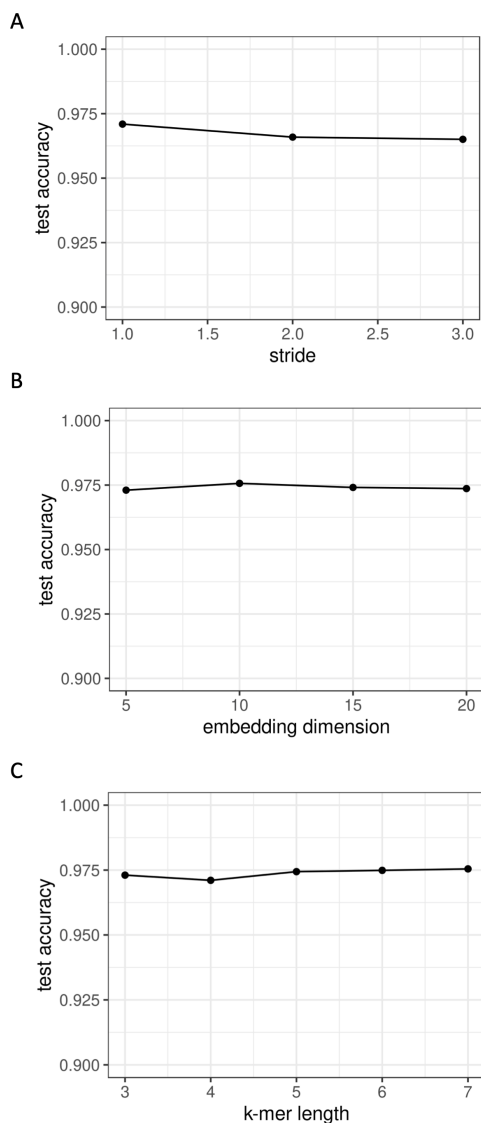 A
1.000
0.975
0.950
0.925
0.900
test accuracy
1.0 1.5 2.0 2.5 3.0
stride
B
1.000
0.975
0.950
0.925
0.900
test accuracy
5 10 15 20
embedding dimension
C
1.000
0.975
0.950
0.925
0.900
test accuracy
3 4 5 6 7
k-mer length